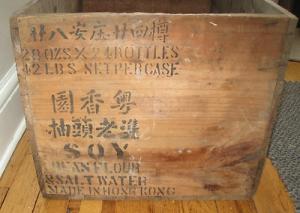 廿八安庄廿四樽
28 OZS X 24 BOTTLES
42 LBS NET PER CASE
粵香園
老頭抽
SOY
BEAN FLOUR
& SALT WATER
MADE IN HONG KONG